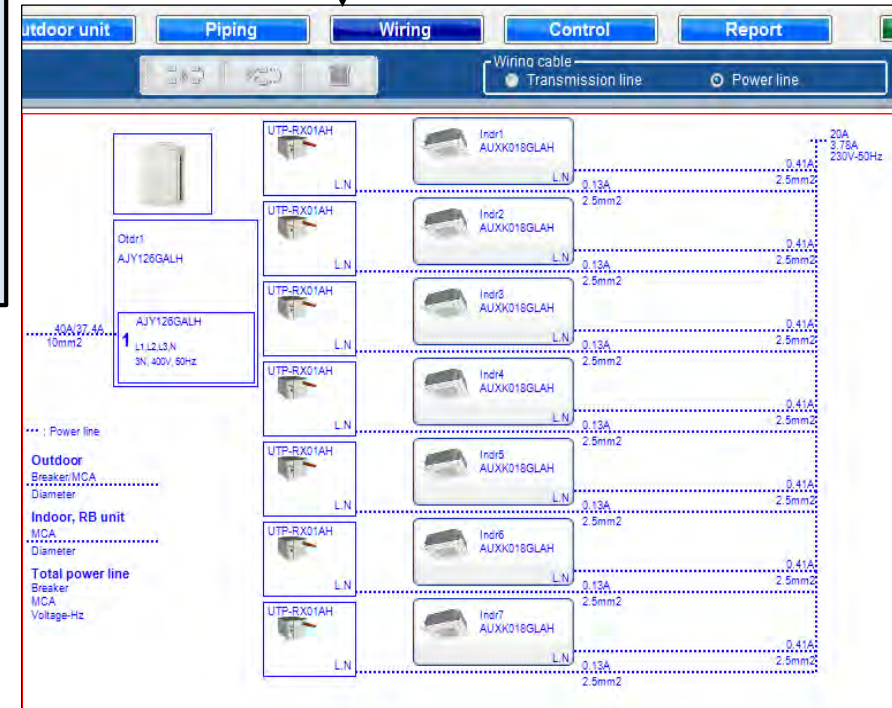 utdoor unit
Piping
Wiring
Control
Report
Wiring cable
Transmission line
Power line
20A
3.78A
230V-50Hz
UTP-RX01AH
L.N
Indr1
AUXK018GLAH
L.N
0.41A
2.5mm2
0.13A
2.5mm2
UTP-RX01AH
L.N
Indr2
AUXK018GLAH
L.N
0.41A
2.5mm2
0.13A
2.5mm2
Otdr1
AJY126GALH
UTP-RX01AH
L.N
Indr3
AUXK018GLAH
L.N
0.41A
2.5mm2
0.13A
2.5mm2
40A/37.4A
10mm2
AJY126GALH
1
L1,L2,L3,N
3N, 400V, 50Hz
UTP-RX01AH
L.N
Indr4
AUXK018GLAH
L.N
0.41A
2.5mm2
0.13A
2.5mm2
UTP-RX01AH
L.N
Indr5
AUXK018GLAH
L.N
0.41A
2.5mm2
0.13A
2.5mm2
UTP-RX01AH
L.N
Indr6
AUXK018GLAH
L.N
0.41A
2.5mm2
0.13A
2.5mm2
UTP-RX01AH
L.N
Indr7
AUXK018GLAH
L.N
0.41A
2.5mm2
0.13A
2.5mm2
: Power line
Outdoor
Breaker/MCA
Diameter
Indoor, RB unit
MCA
Diameter
Total power line
Breaker
MCA
Voltage-Hz